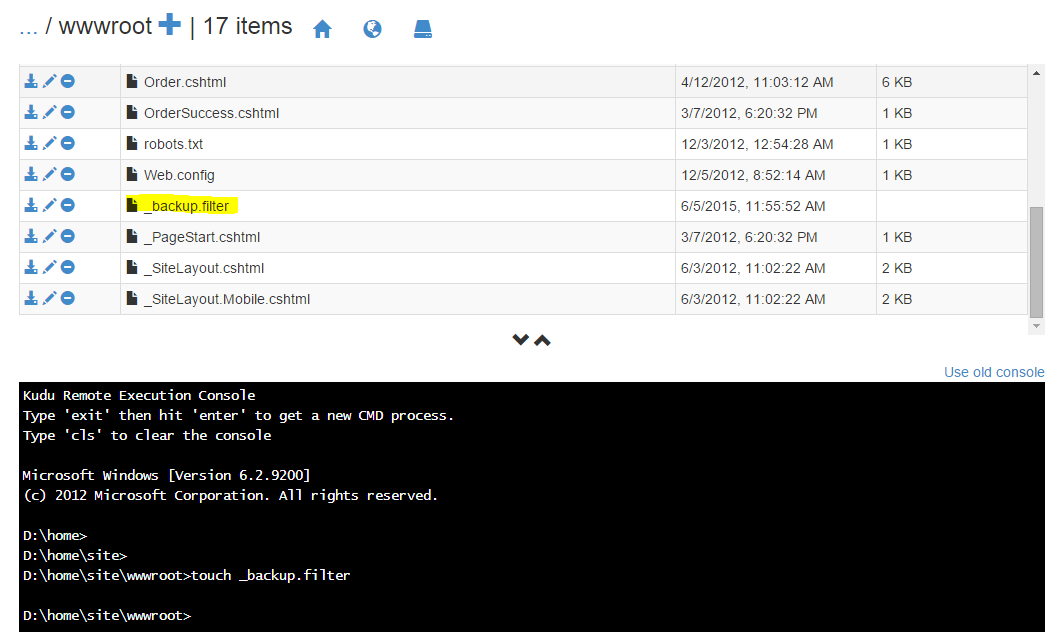 ... / wwwroot + | 17 items
Order.cshtml 4/12/2012, 11:03:12 AM 6 KB
OrderSuccess.cshtml 3/7/2012, 6:20:32 PM 1 KB
robots.txt 12/3/2012, 12:54:28 AM 1 KB
Web.config 12/5/2012, 8:52:14 AM 1 KB
_backup.filter 6/5/2015, 11:55:52 AM
_PageStart.cshtml 3/7/2012, 6:20:32 PM 1 KB
_SiteLayout.cshtml 6/3/2012, 11:02:22 AM 2 KB
_SiteLayout.Mobile.cshtml 6/3/2012, 11:02:22 AM 2 KB
Use old console
Kudu Remote Execution Console
Type 'exit' then hit 'enter' to get a new CMD process.
Type 'cls' to clear the console
Microsoft Windows [Version 6.2.9200]
(c) 2012 Microsoft Corporation. All rights reserved.
D:\home>
D:\home\site>
D:\home\site\wwwroot>touch _backup.filter
D:\home\site\wwwroot>